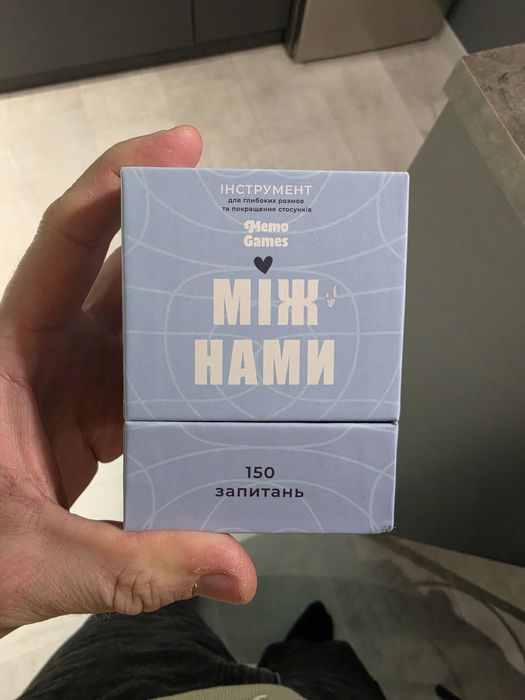 ІНСТРУМЕНТ
для глибоких розмов
та покращення стосунків
Memo
Games
МІЖ
НАМИ
150
запитань